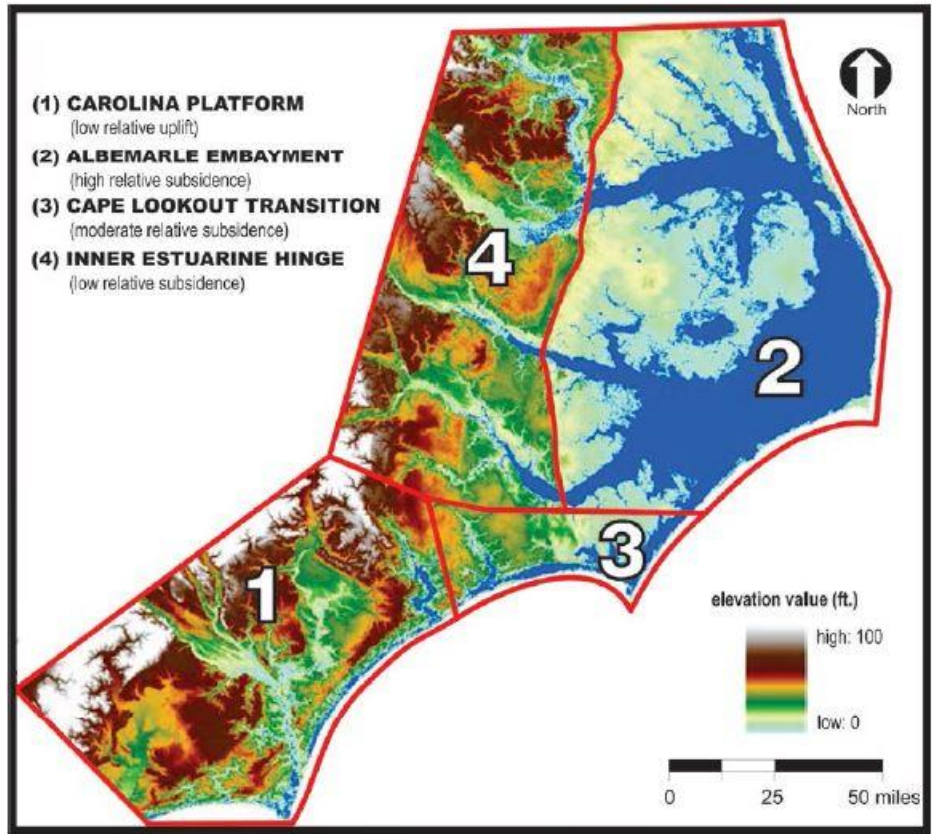 (1) CAROLINA PLATFORM
(low relative uplift)
(2) ALBEMARLE EMBAYMENT
(high relative subsidence)
(3) CAPE LOOKOUT TRANSITION
(moderate relative subsidence)
(4) INNER ESTUARINE HINGE
(low relative subsidence)
North
4
2
3
1
elevation value (ft.)
high: 100
low: 0
0 25 50 miles